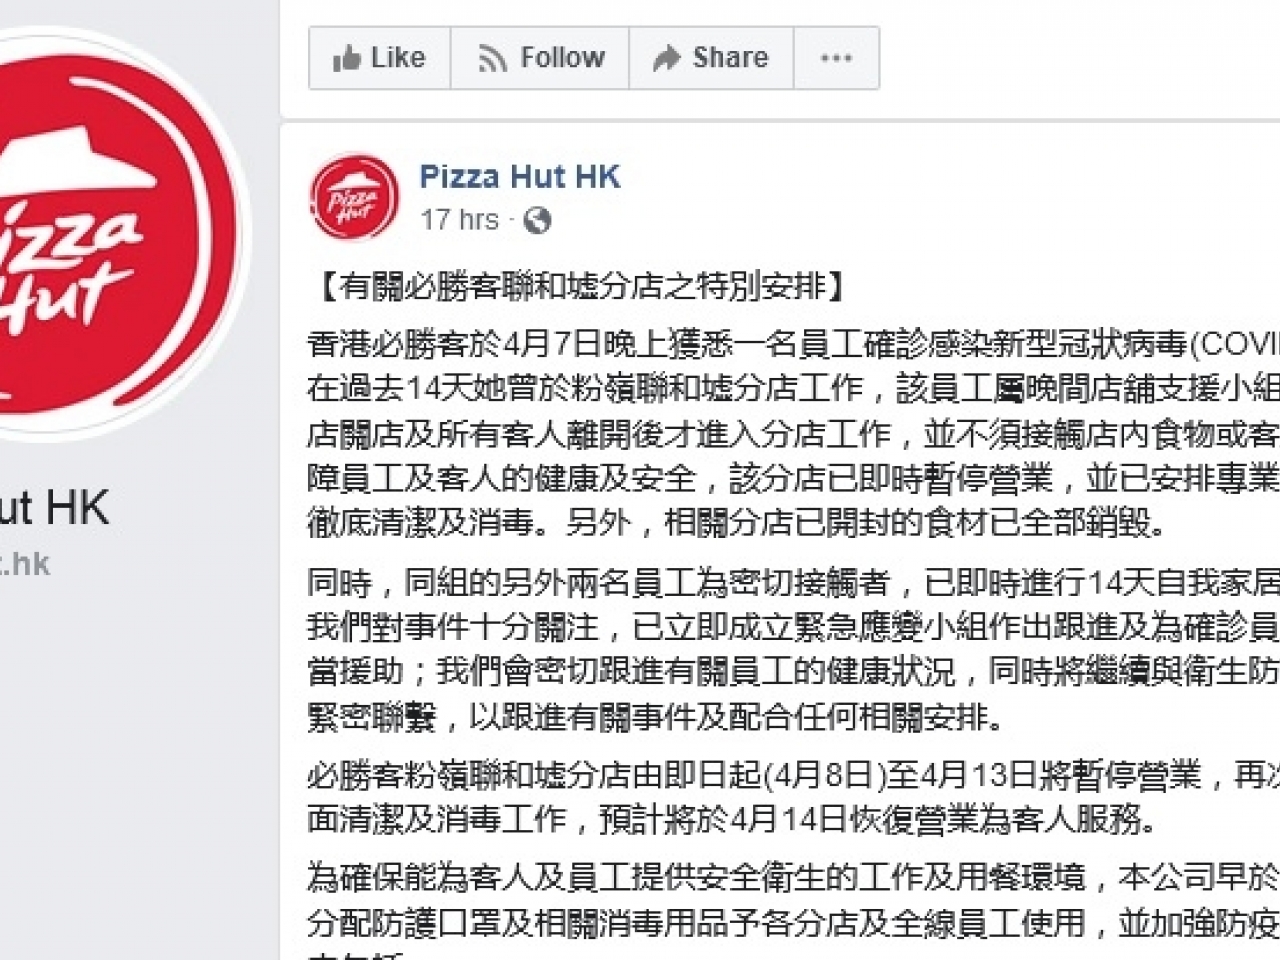 Like Follow Share ...
Pizza Hut
Pizza Hut HK
17 hrs ·
izza
Hut
ut HK
.hk
【有關必勝客聯和墟分店之特別安排】
香港必勝客於4月7日晚上獲悉一名員工確診感染新型冠狀病毒(COVI
在過去14天她曾於粉嶺聯和墟分店工作，該員工屬晚間店舖支援小組
店關店及所有客人離開後才進入分店工作，並不須接觸店內食物或客
障員工及客人的健康及安全，該分店已即時暫停營業，並已安排專業
徹底清潔及消毒。另外，相關分店已開封的食材已全部銷毀。
同時，同組的另外兩名員工為密切接觸者，已即時進行14天自我家居
我們對事件十分關注，已立即成立緊急應變小組作出跟進及為確診員
當援助；我們會密切跟進有關員工的健康狀況，同時將繼續與衛生防
緊密聯繫，以跟進有關事件及配合任何相關安排。
必勝客粉嶺聯和墟分店由即日起(4月8日)至4月13日將暫停營業，再次
面清潔及消毒工作，預計將於4月14日恢復營業為客人服務。
為確保能為客人及員工提供安全衛生的工作及用餐環境，本公司早於
分配防護口罩及相關消毒用品予各分店及全線員工使用，並加強防疫